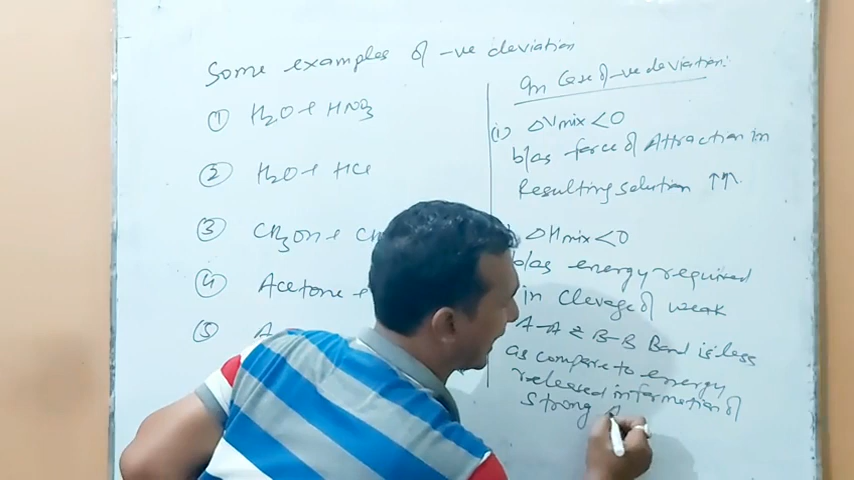 Some examples of -ve deviation
① H₂O + HNO₃
② H₂O + HCl
③ CH₃OH + CH
④ Acetone +
⑤ A
In Case of -ve deviation:
(i) ΔVmix < 0
b/as force of Attraction in
Resulting solution ↑↑↑.
ΔHmix < 0
b/as energy required
in clevage of weak
A-A & B-B Bond is less
as compare to energy
released in formation of
strong